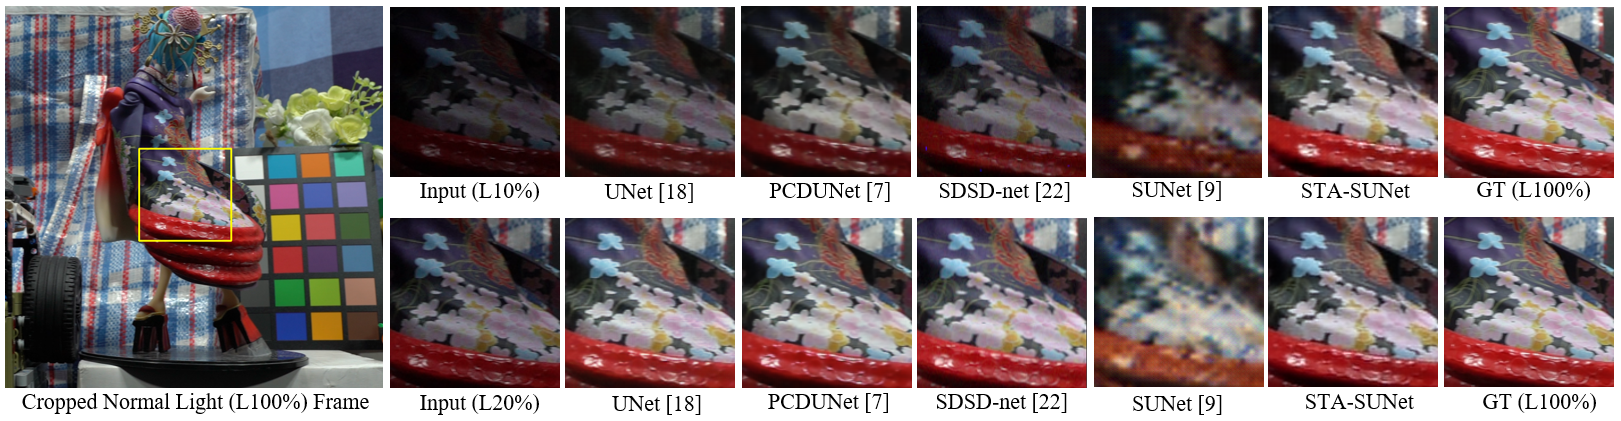 Input (L10%)
UNet [18]
PCDUNet [7]
SDSD-net [22]
SUNet [9]
STA-SUNet
GT (L100%)
Cropped Normal Light (L100%) Frame
Input (L20%)
UNet [18]
PCDUNet [7]
SDSD-net [22]
SUNet [9]
STA-SUNet
GT (L100%)